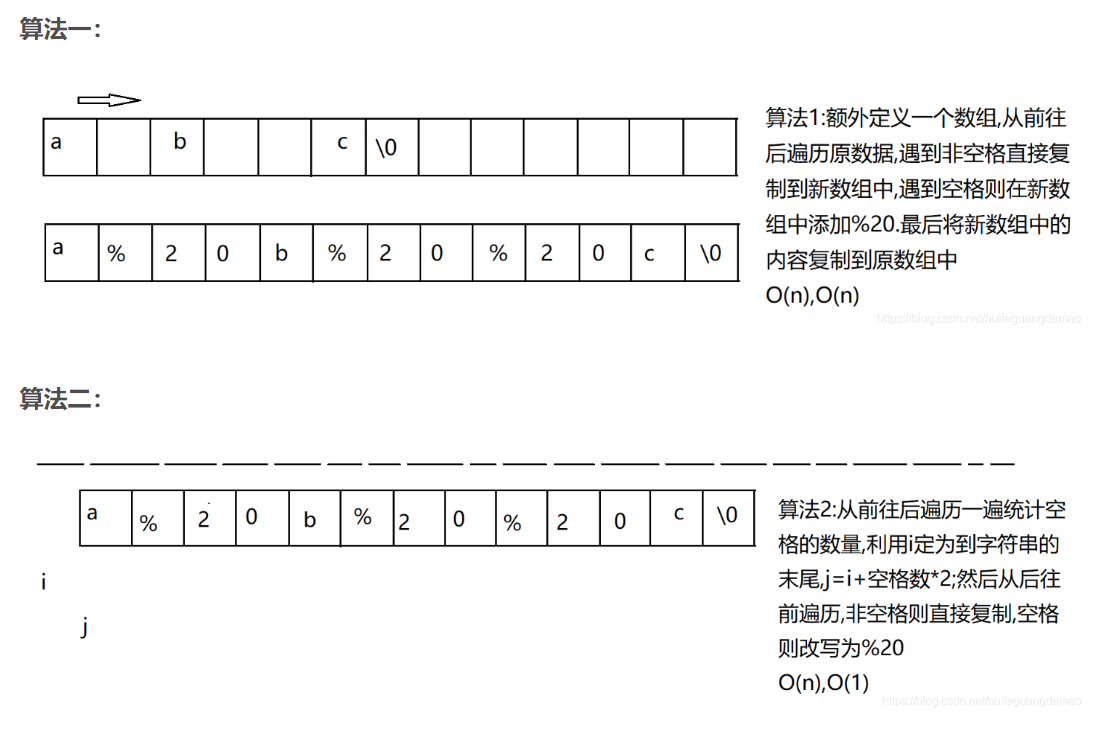 算法一：
a b c \0
算法1:额外定义一个数组,从前往
后遍历原数据,遇到非空格直接复
制到新数组中,遇到空格则在新数
组中添加%20.最后将新数组中的
内容复制到原数组中
O(n),O(n)
a % 2 0 b % 2 0 % 2 0 c \0
https://blog.csdn.net/huifaguangdemao
算法二：
a % 2 0 b % 2 0 % 2 0 c \0
算法2:从前往后遍历一遍统计空
格的数量,利用i定为到字符串的
末尾,j=i+空格数*2;然后从后往
前遍历,非空格则直接复制,空格
则改写为%20
O(n),O(1)
i
j
https://blog.csdn.net/huifaguangdemao